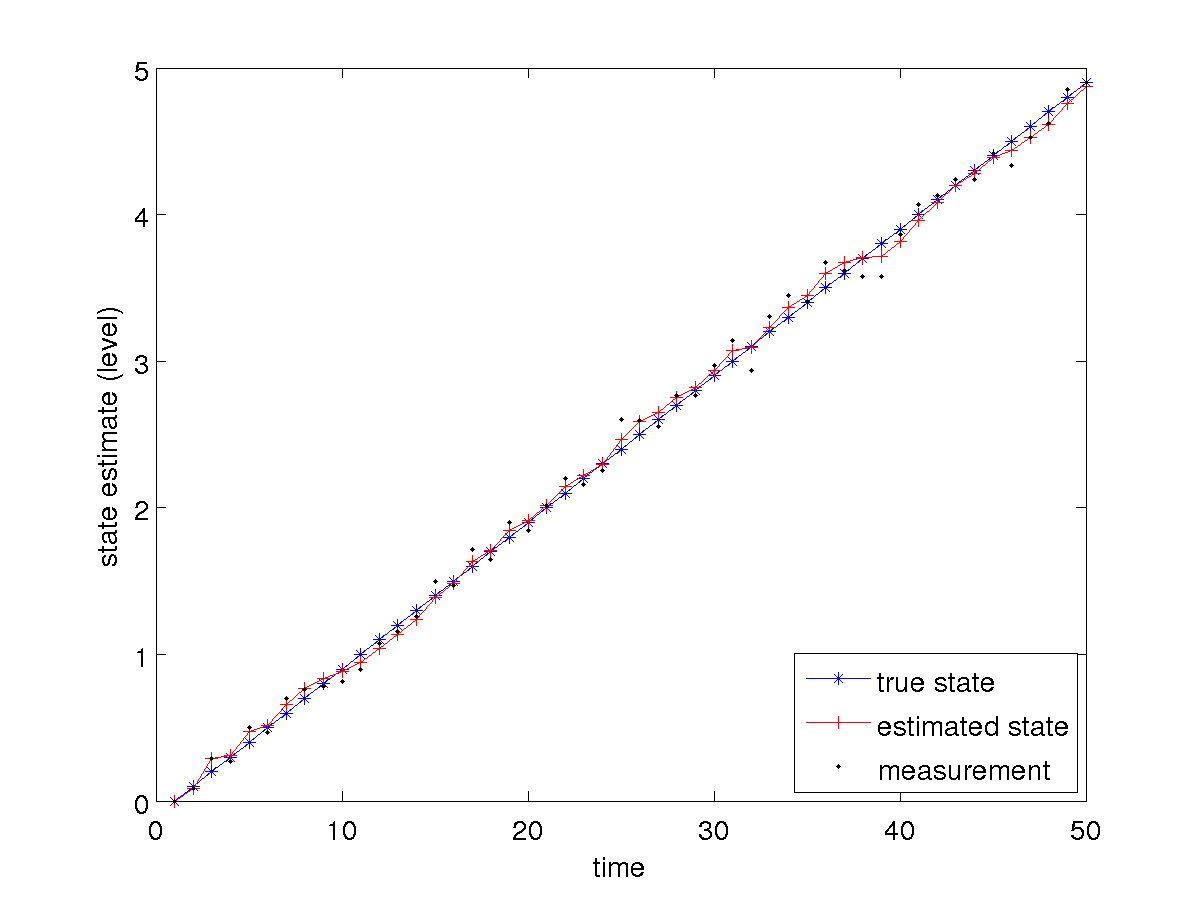 5
4
3
2
1
0
state estimate (level)
0 10 20 30 40 50
time
true state
estimated state
measurement